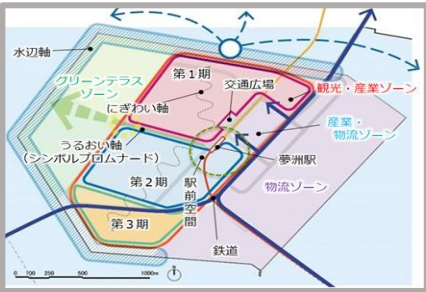 水辺軸
グリーンテラス
ゾーン
第1期
にぎわい軸
交通広場
観光・産業ゾーン
産業・
物流ゾーン
うるおい軸
(シンボルプロムナード)
夢洲駅
第2期
駅前空間
物流ゾーン
第3期
鉄道
0 100 250 500 1000m